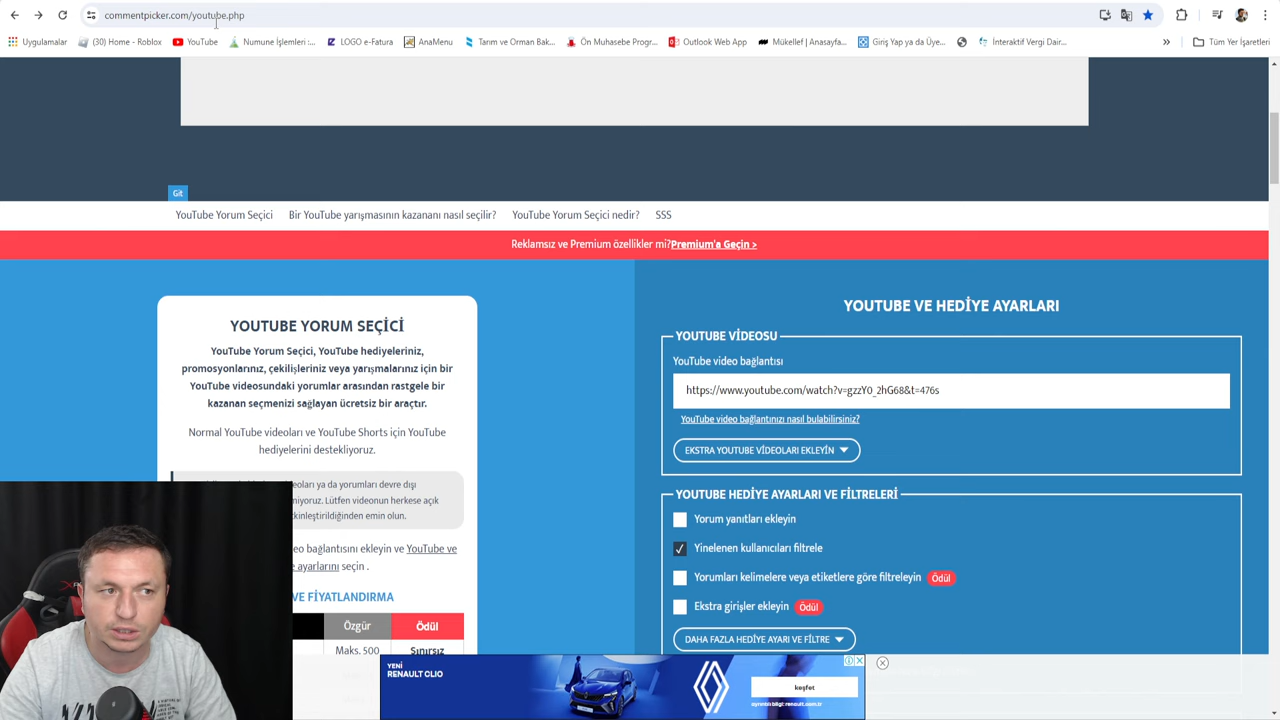 commentpicker.com/youtube.php
Uygulamalar
(30) Home - Roblox
YouTube
Numune İşlemleri :...
LOGO e-Fatura
AnaMenu
Tarım ve Orman Bak...
Ön Muhasebe Progr...
Outlook Web App
Mükellef | Anasayfa...
Giriş Yap ya da Üye...
İnteraktif Vergi Dair...
»
Tüm Yer İşaretleri
Git
YouTube Yorum Seçici
Bir YouTube yarışmasının kazananı nasıl seçilir?
YouTube Yorum Seçici nedir?
SSS
Reklamsız ve Premium özellikler mi?Premium'a Geçin >
YOUTUBE YORUM SEÇİCİ
YouTube Yorum Seçici, YouTube hediyeleriniz,
promosyonlarınız, çekilişleriniz veya yarışmalarınız için bir
YouTube videosundaki yorumlar arasından rastgele bir
kazanan seçmenizi sağlayan ücretsiz bir araçtır.
Normal YouTube videoları ve YouTube Shorts için YouTube
hediyelerini destekliyoruz.
ideoları ya da yorumları devre dışı
miyoruz. Lütfen videonun herkese açık
tkinleştirildiğinden emin olun.
eo bağlantısını ekleyin ve YouTube ve
e ayarlarını seçin .
VE FİYATLANDIRMA
Özgür
Ödül
Maks. 500
Sınırsız
YOUTUBE VE HEDİYE AYARLARI
YOUTUBE VİDEOSU
YouTube video bağlantısı
https://www.youtube.com/watch?v=gzzY0_2hG68&t=476s
YouTube video bağlantınızı nasıl bulabilirsiniz?
EKSTRA YOUTUBE VİDEOLARI EKLEYİN
YOUTUBE HEDİYE AYARLARI VE FİLTRELERİ
Yorum yanıtları ekleyin
Yinelenen kullanıcıları filtrele
Yorumları kelimelere veya etiketlere göre filtreleyin Ödül
Ekstra girişler ekleyin Ödül
DAHA FAZLA HEDİYE AYARI VE FİLTRE
YENİ
RENAULT CLIO
keşfet
ayrıntılı bilgi: renault.com.tr